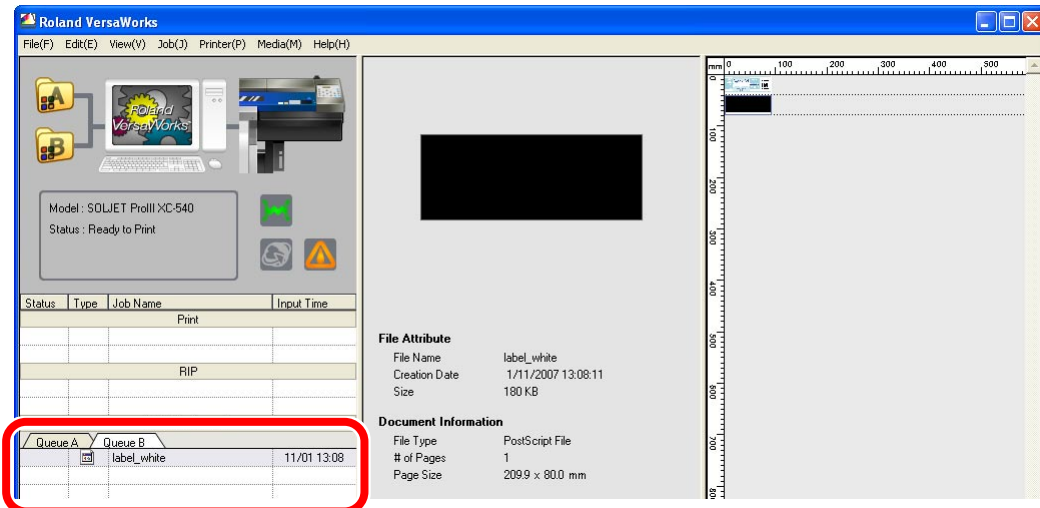 Roland VersaWorks
File(F) Edit(E) View(V) Job(J) Printer(P) Media(M) Help(H)
A
B
Roland
VersaWorks
Model : SOLJET ProIII XC-540
Status : Ready to Print
Status Type Job Name Input Time
Print
RIP
Queue A Queue B
label_white 11/01 13:08
File Attribute
File Name label_white
Creation Date 1/11/2007 13:08:11
Size 180 KB
Document Information
File Type PostScript File
# of Pages 1
Page Size 209.9 x 80.0 mm
mm 0 100 200 300 400 500
0
100
200
300
400
500
600
700